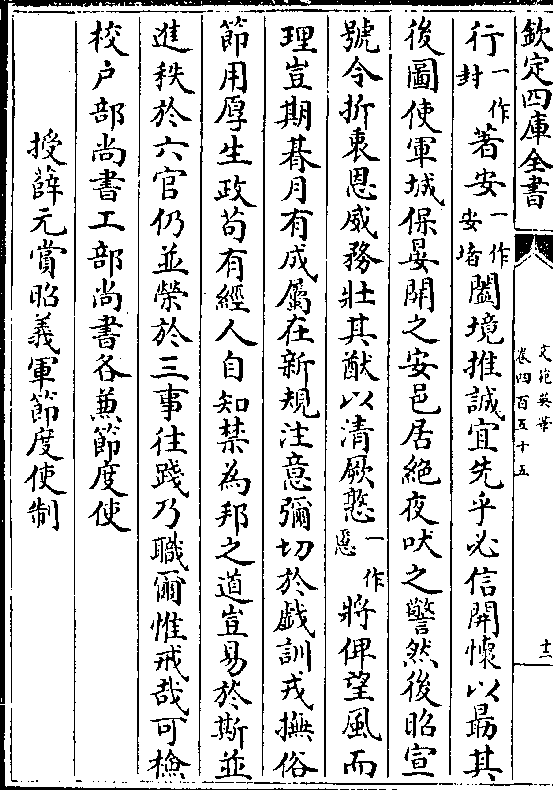 欽定四庫全書
文苑英華
卷四百五十五
十二
行一作封著安一作安堵闔境推誠宜先乎必信開懷以勗其
後圖使軍城保晏閑之安邑居絕夜吠之警然後昭宣
號令折衷恩威務壯其猷以清厥憝一作慝將俾望風而
理豈期朞月有成屬在新規注意彌切於戲訓戎撫俗
節用厚生政苟有經人自知禁為邦之道豈易於斯並
進秩於六官仍並榮於三事往踐乃職爾惟戒哉可檢
校户部尚書工部尚書各兼節度使
授薛元賞昭義軍節度使制